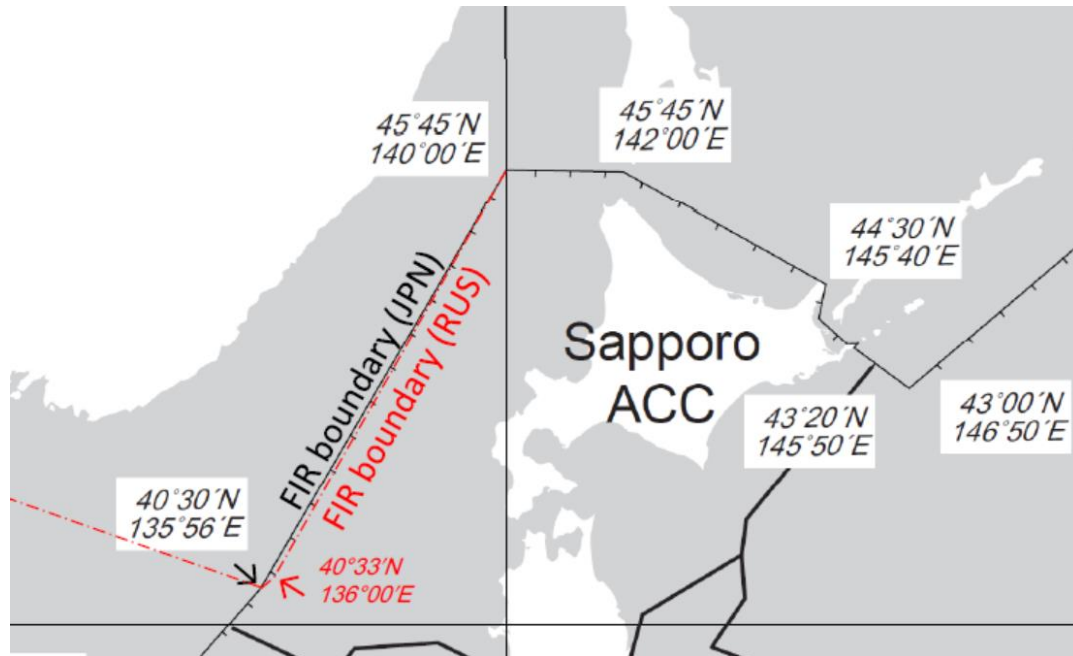 45°45´N
140°00´E
45°45´N
142°00´E
44°30´N
145°40´E
FIR boundary (JPN)
FIR boundary (RUS)
Sapporo
ACC
43°20´N
145°50´E
43°00´N
146°50´E
40°30´N
135°56´E
40°33´N
136°00´E